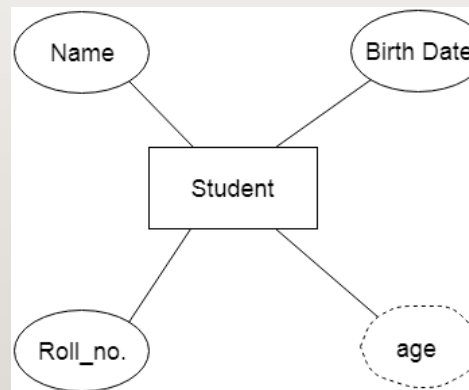 Name
Birth Date
Student
Roll_no.
age